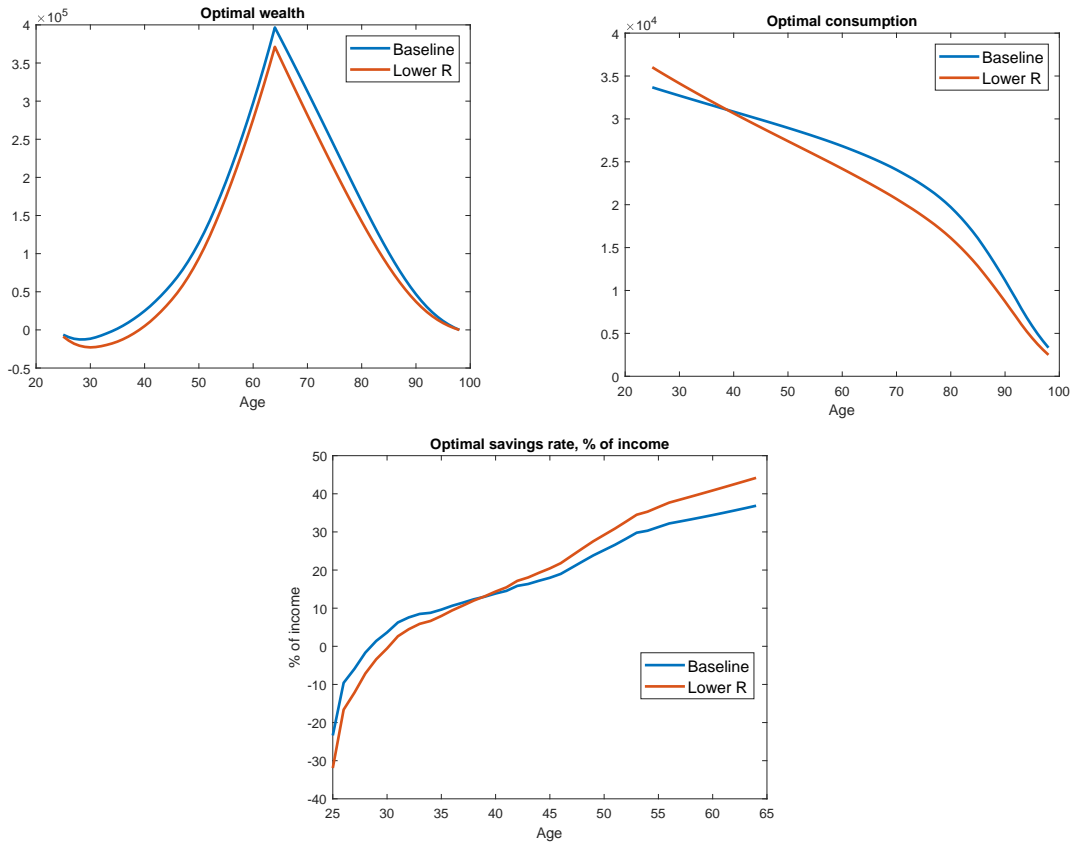 Optimal wealth
×10⁵
4
3.5
3
2.5
2
1.5
1
0.5
0
-0.5
20 30 40 50 60 70 80 90 100
Age
Baseline
Lower R
Optimal consumption
×10⁴
4
3.5
3
2.5
2
1.5
1
0.5
0
20 30 40 50 60 70 80 90 100
Age
Baseline
Lower R
Optimal savings rate, % of income
% of income
50
40
30
20
10
0
-10
-20
-30
-40
25 30 35 40 45 50 55 60 65
Age
Baseline
Lower R